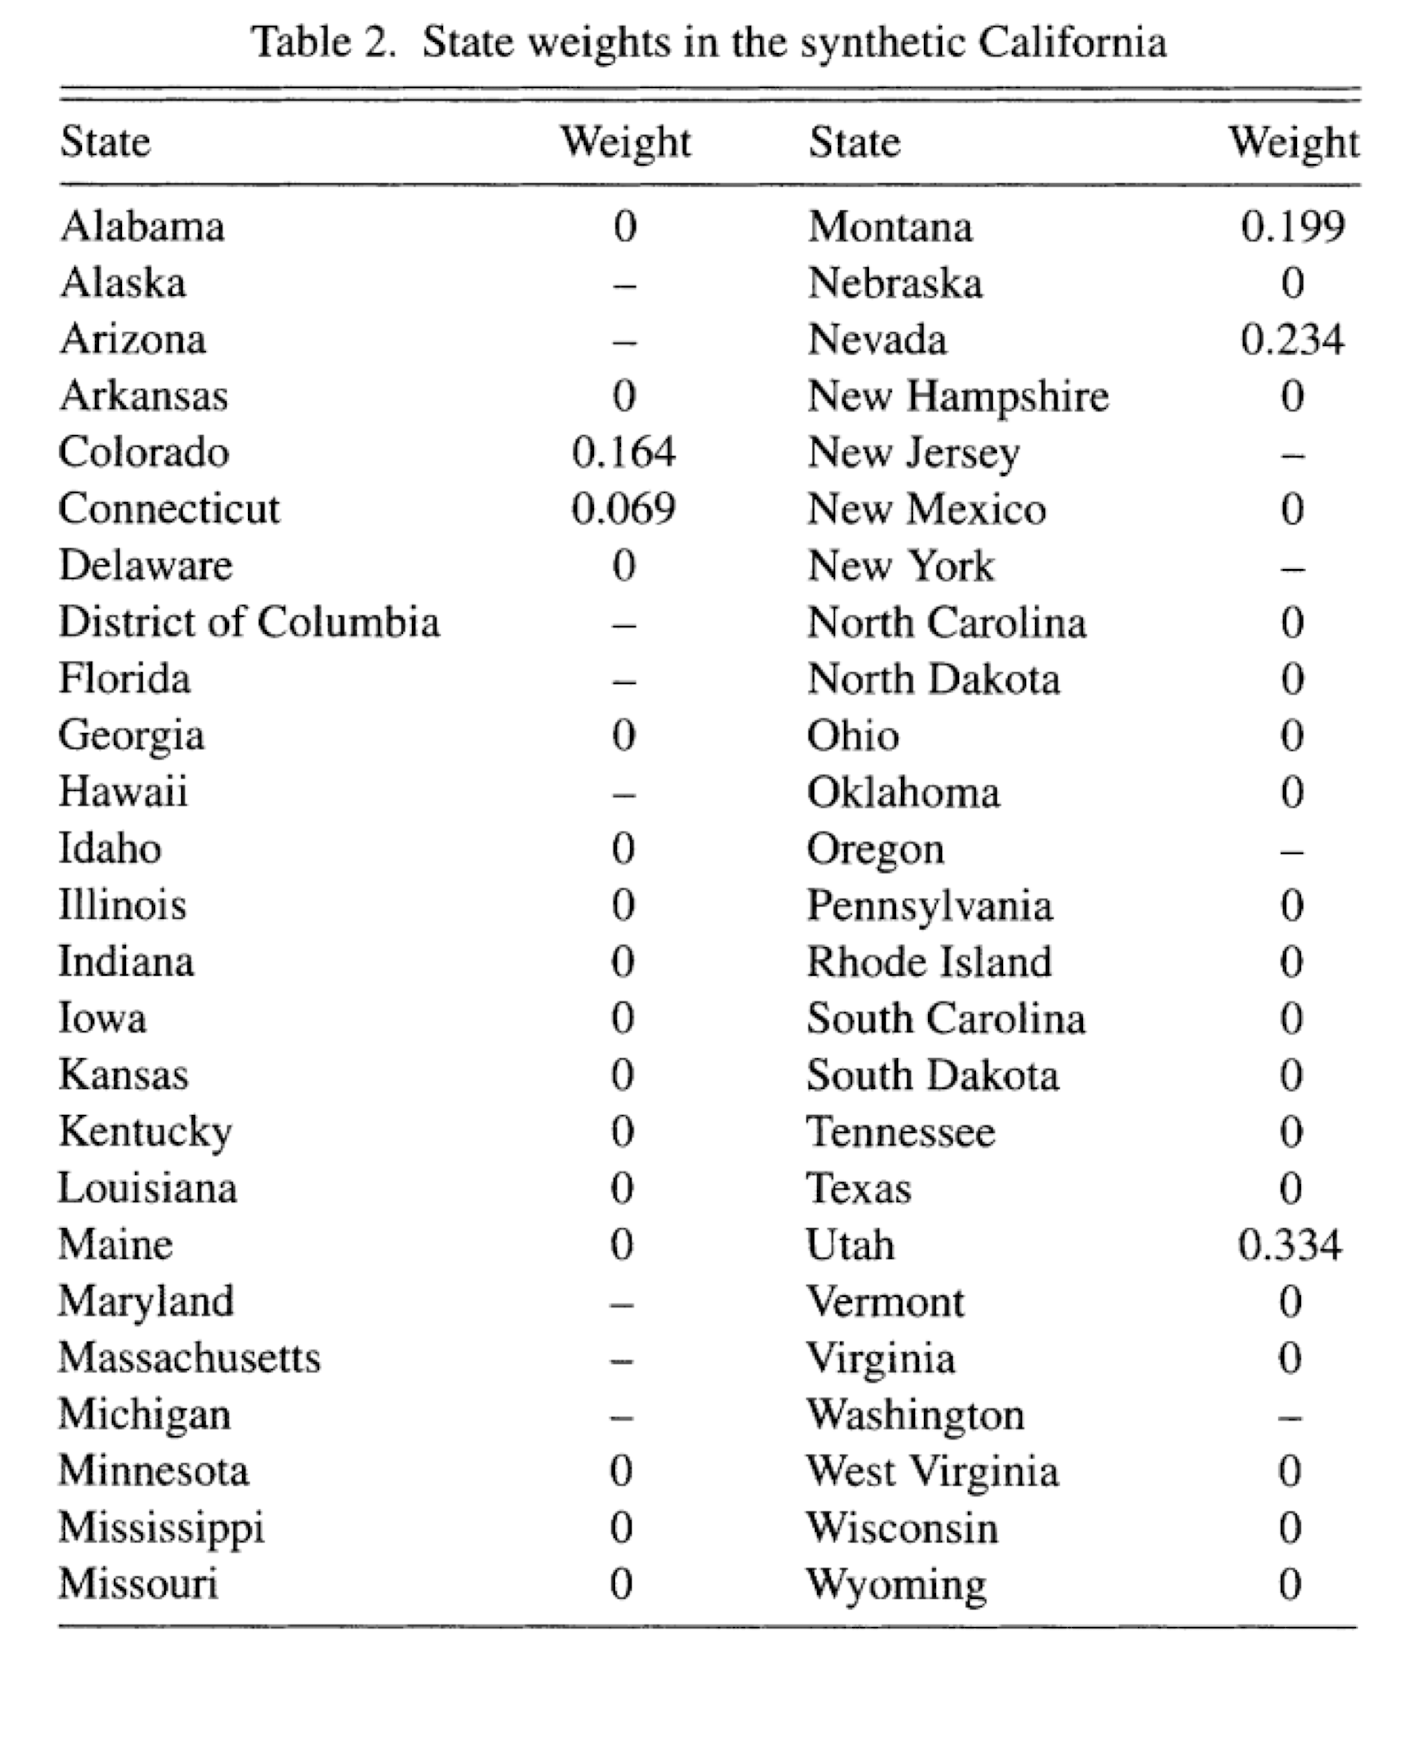 Table 2. State weights in the synthetic California
State Weight State Weight
Alabama 0 Montana 0.199
Alaska – Nebraska 0
Arizona – Nevada 0.234
Arkansas 0 New Hampshire 0
Colorado 0.164 New Jersey –
Connecticut 0.069 New Mexico 0
Delaware 0 New York –
District of Columbia – North Carolina 0
Florida – North Dakota 0
Georgia 0 Ohio 0
Hawaii – Oklahoma 0
Idaho 0 Oregon –
Illinois 0 Pennsylvania 0
Indiana 0 Rhode Island 0
Iowa 0 South Carolina 0
Kansas 0 South Dakota 0
Kentucky 0 Tennessee 0
Louisiana 0 Texas 0
Maine 0 Utah 0.334
Maryland – Vermont 0
Massachusetts – Virginia 0
Michigan – Washington –
Minnesota 0 West Virginia 0
Mississippi 0 Wisconsin 0
Missouri 0 Wyoming 0